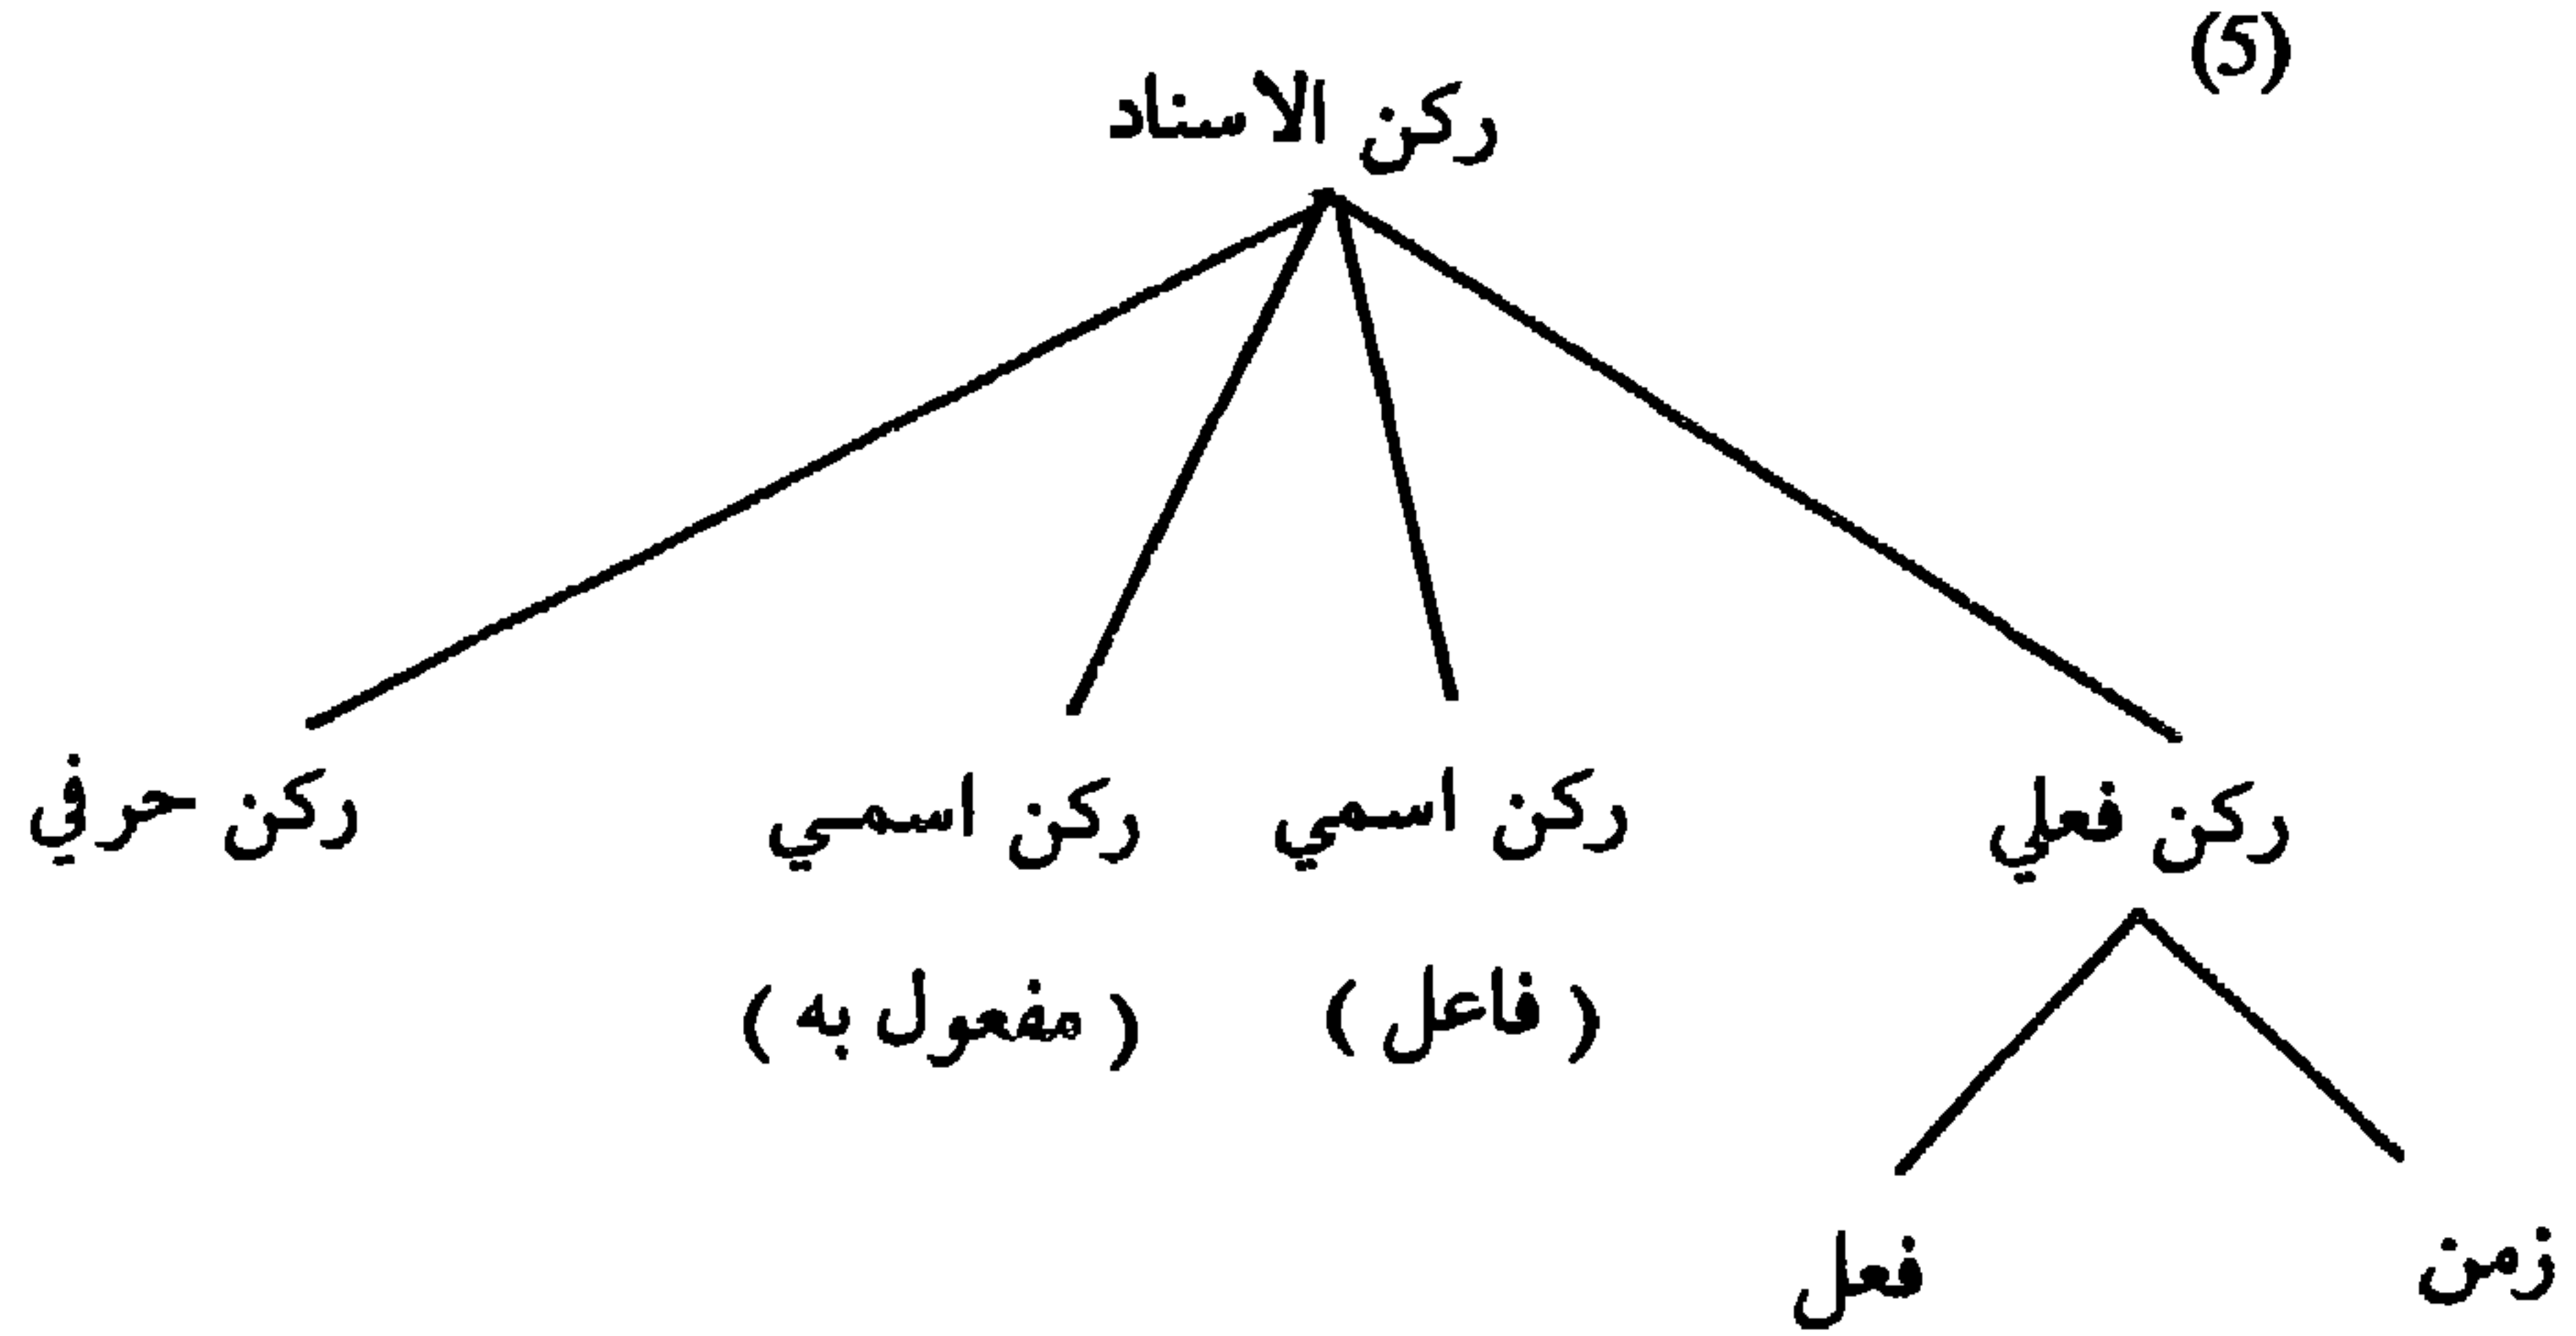 (5)
ركن الاسناد
ركن فعلي ركن اسمي ركن اسمي ركن حرفي
( فاعل ) ( مفعول به )
زمن فعل